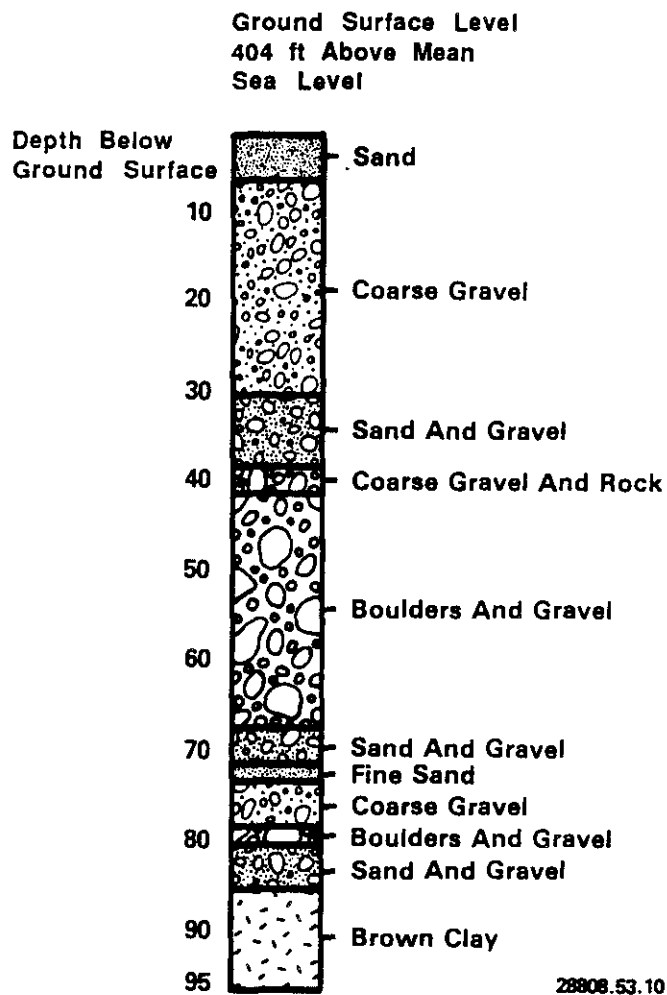 Ground Surface Level
404 ft Above Mean
Sea Level
Depth Below
Ground Surface
Sand
10
20
Coarse Gravel
30
Sand And Gravel
40
Coarse Gravel And Rock
50
Boulders And Gravel
60
70
Sand And Gravel
Fine Sand
Coarse Gravel
80
Boulders And Gravel
Sand And Gravel
90
Brown Clay
95
28808.53.10